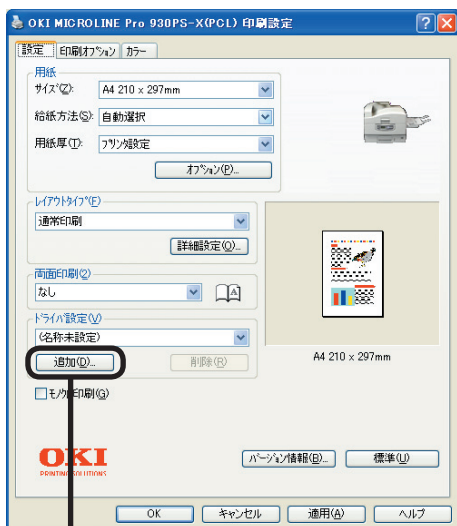 OKI MICROLINE Pro 930PS-X(PCL) 印刷設定
設定 印刷オプション カラー
用紙
サイズ(Z): A4 210 x 297mm
給紙方法(S): 自動選択
用紙厚(T): プリンタ設定
オプション(P)...
レイアウトタイプ(E)
通常印刷
詳細設定(O)...
両面印刷(2)
なし
A
ドライバ設定(V)
(名称未設定)
追加(D)... 削除(R)
A4 210 x 297mm
モノクロ印刷(G)
OKI
PRINTING SOLUTIONS
バージョン情報(B)... 標準(U)
OK キャンセル 適用(A) ヘルプ